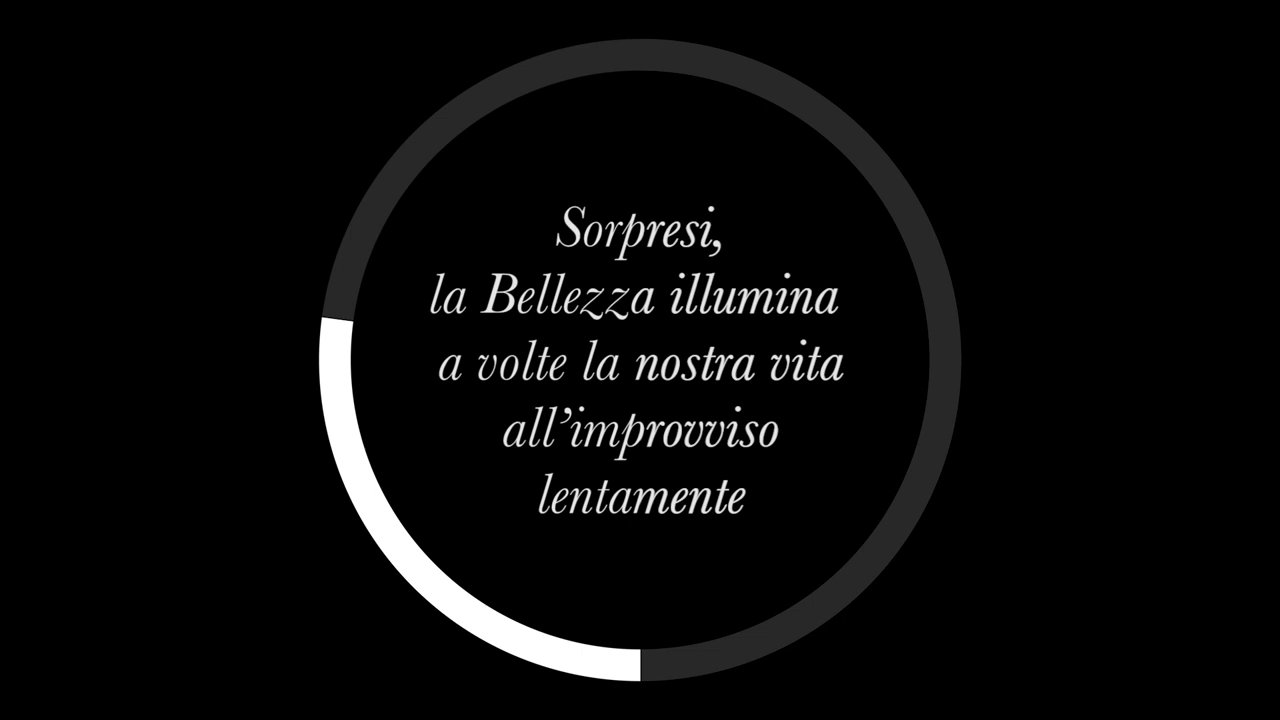 Sorpresi,
la Bellezza illumina
a volte la nostra vita
all’improvviso
lentamente